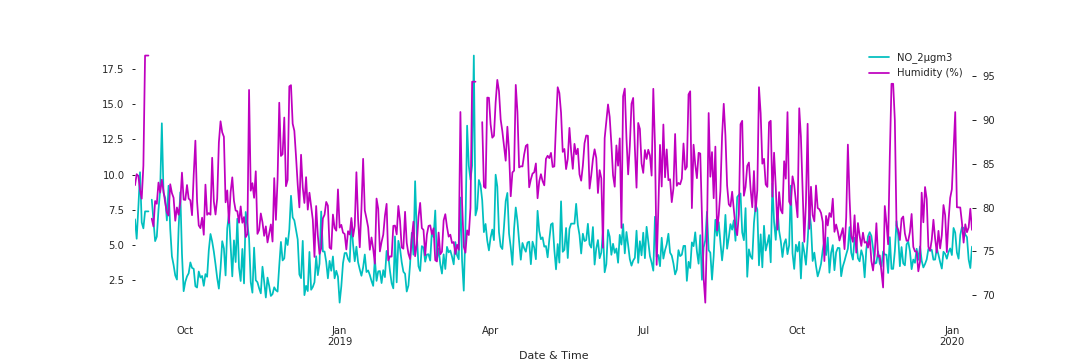 NO_2μgm3
Humidity (%)
17.5
15.0
12.5
10.0
7.5
5.0
2.5
95
90
85
80
75
70
Oct
Jan
2019
Apr
Jul
Oct
Jan
2020
Date & Time